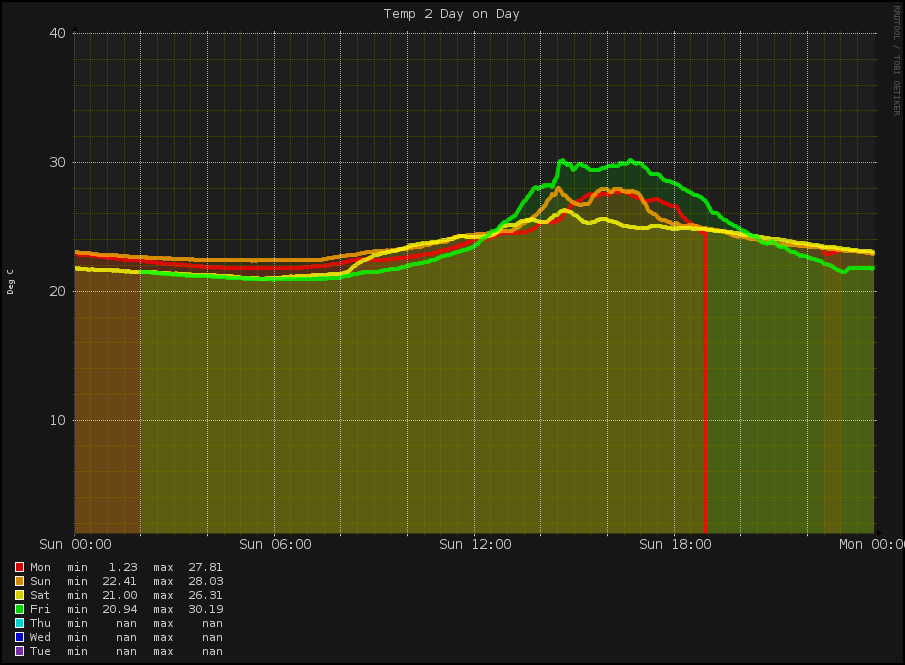 Temp 2 Day on Day
RRDTOOL / TOBI OETIKER
Deg C
40
30
20
10
Sun 00:00 Sun 06:00 Sun 12:00 Sun 18:00 Mon 00:0
Mon min 1.23 max 27.81
Sun min 22.41 max 28.03
Sat min 21.00 max 26.31
Fri min 20.94 max 30.19
Thu min nan max nan
Wed min nan max nan
Tue min nan max nan